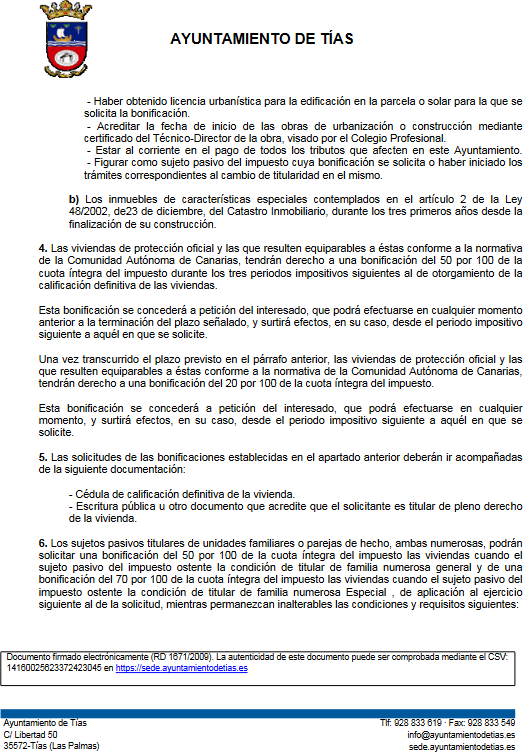 AYUNTAMIENTO DE TÍAS
- Haber obtenido licencia urbanística para la edificación en la parcela o solar para la que se
solicita la bonificación.
- Acreditar la fecha de inicio de las obras de urbanización o construcción mediante
certificado del Técnico-Director de la obra, visado por el Colegio Profesional.
- Estar al corriente en el pago de todos los tributos que afecten en este Ayuntamiento.
- Figurar como sujeto pasivo del impuesto cuya bonificación se solicita o haber iniciado los
trámites correspondientes al cambio de titularidad en el mismo.
b) Los inmuebles de características especiales contemplados en el artículo 2 de la Ley
48/2002, de23 de diciembre, del Catastro Inmobiliario, durante los tres primeros años desde la
finalización de su construcción.
4. Las viviendas de protección oficial y las que resulten equiparables a éstas conforme a la normativa
de la Comunidad Autónoma de Canarias, tendrán derecho a una bonificación del 50 por 100 de la
cuota íntegra del impuesto durante los tres periodos impositivos siguientes al de otorgamiento de la
calificación definitiva de las viviendas.
Esta bonificación se concederá a petición del interesado, que podrá efectuarse en cualquier momento
anterior a la terminación del plazo señalado, y surtirá efectos, en su caso, desde el periodo impositivo
siguiente a aquél en que se solicite.
Una vez transcurrido el plazo previsto en el párrafo anterior, las viviendas de protección oficial y las
que resulten equiparables a éstas conforme a la normativa de la Comunidad Autónoma de Canarias,
tendrán derecho a una bonificación del 20 por 100 de la cuota íntegra del impuesto.
Esta bonificación se concederá a petición del interesado, que podrá efectuarse en cualquier
momento, y surtirá efectos, en su caso, desde el periodo impositivo siguiente a aquél en que se
solicite.
5. Las solicitudes de las bonificaciones establecidas en el apartado anterior deberán ir acompañadas
de la siguiente documentación:
- Cédula de calificación definitiva de la vivienda.
- Escritura pública u otro documento que acredite que el solicitante es titular de pleno derecho
de la vivienda.
6. Los sujetos pasivos titulares de unidades familiares o parejas de hecho, ambas numerosas, podrán
solicitar una bonificación del 50 por 100 de la cuota íntegra del impuesto las viviendas cuando el
sujeto pasivo del impuesto ostente la condición de titular de familia numerosa general y de una
bonificación del 70 por 100 de la cuota íntegra del impuesto las viviendas cuando el sujeto pasivo del
impuesto ostente la condición de titular de familia numerosa Especial , de aplicación al ejercicio
siguiente al de la solicitud, mientras permanezcan inalterables las condiciones y requisitos siguientes:
Documento firmado electrónicamente (RD 1671/2009). La autenticidad de este documento puede ser comprobada mediante el CSV:
14160025623372423045 en https://sede.ayuntamientodetias.es
Ayuntamiento de Tías
C/ Libertad 50
35572-Tías (Las Palmas)
Tlf: 928 833 619 · Fax: 928 833 549
info@ayuntamientodetias.es
sede.ayuntamientodetias.es